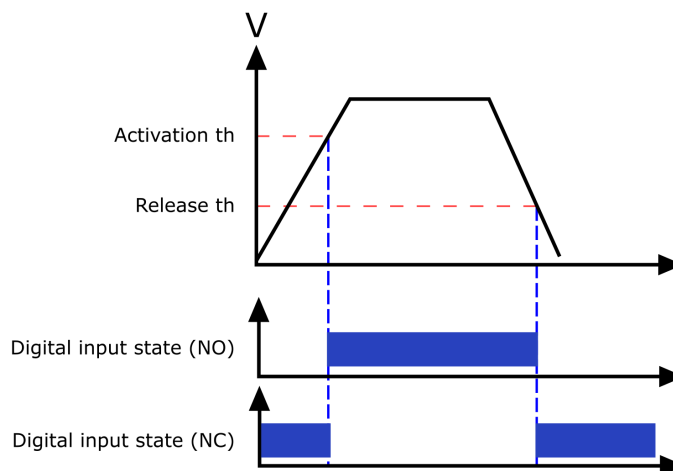 V
Activation th
Release th
Digital input state (NO)
Digital input state (NC)